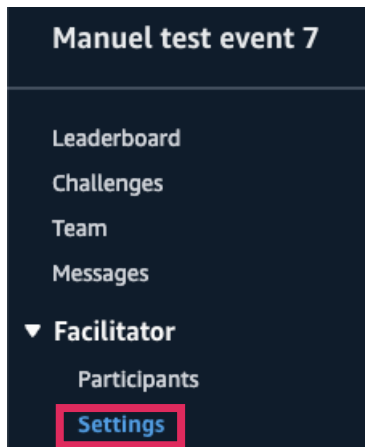 Manuel test event 7
Leaderboard
Challenges
Team
Messages
Facilitator
Participants
Settings